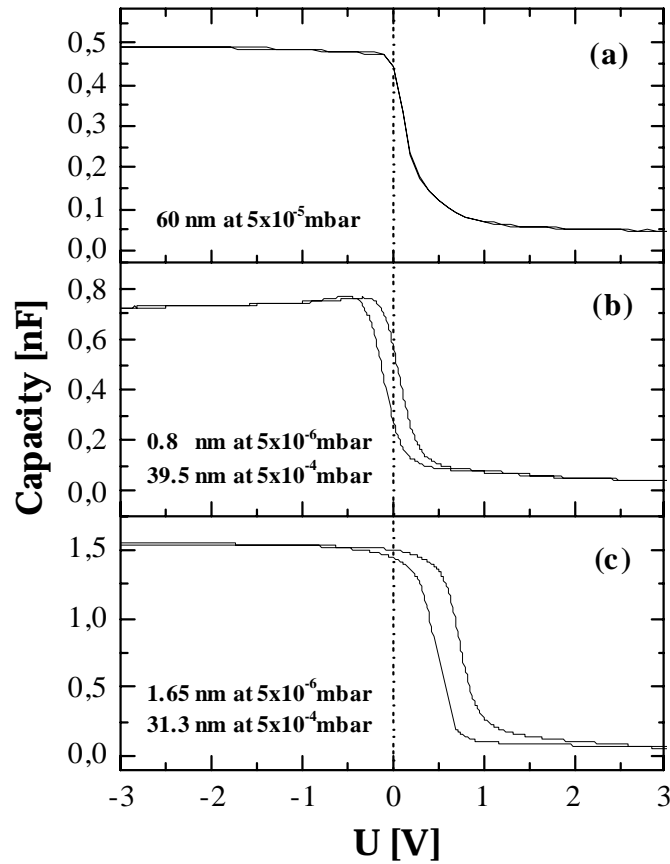 Capacity [nF]
0,5
0,4
0,3
0,2
0,1
0,0
(a)
60 nm at 5x10⁻⁵mbar
0,8
0,6
0,4
0,2
0,0
(b)
0.8 nm at 5x10⁻⁶mbar
39.5 nm at 5x10⁻⁴mbar
1,5
1,0
0,5
0,0
(c)
1.65 nm at 5x10⁻⁶mbar
31.3 nm at 5x10⁻⁴mbar
-3 -2 -1 0 1 2 3
U [V]